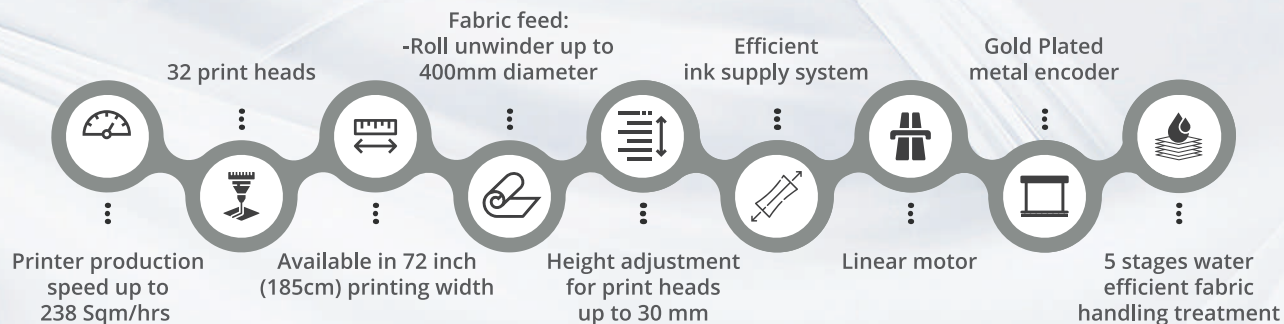 Fabric feed:
-Roll unwinder up to
400mm diameter
32 print heads
Efficient
ink supply system
Gold Plated
metal encoder
Printer production
speed up to
238 Sqm/hrs
Available in 72 inch
(185cm) printing width
Height adjustment
for print heads
up to 30 mm
Linear motor
5 stages water
efficient fabric
handling treatment